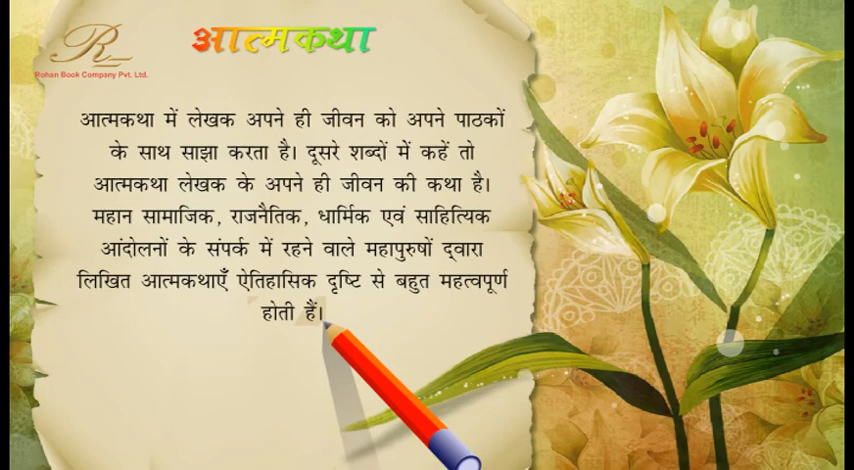 R
Rohan Book Company Pvt. Ltd.
आत्मकथा
आत्मकथा में लेखक अपने ही जीवन को अपने पाठकों
के साथ साझा करता है। दूसरे शब्दों में कहें तो
आत्मकथा लेखक के अपने ही जीवन की कथा है।
महान सामाजिक, राजनैतिक, धार्मिक एवं साहित्यिक
आंदोलनों के संपर्क में रहने वाले महापुरुषों द्वारा
लिखित आत्मकथाएँ ऐतिहासिक दृष्टि से बहुत महत्वपूर्ण
होती हैं।